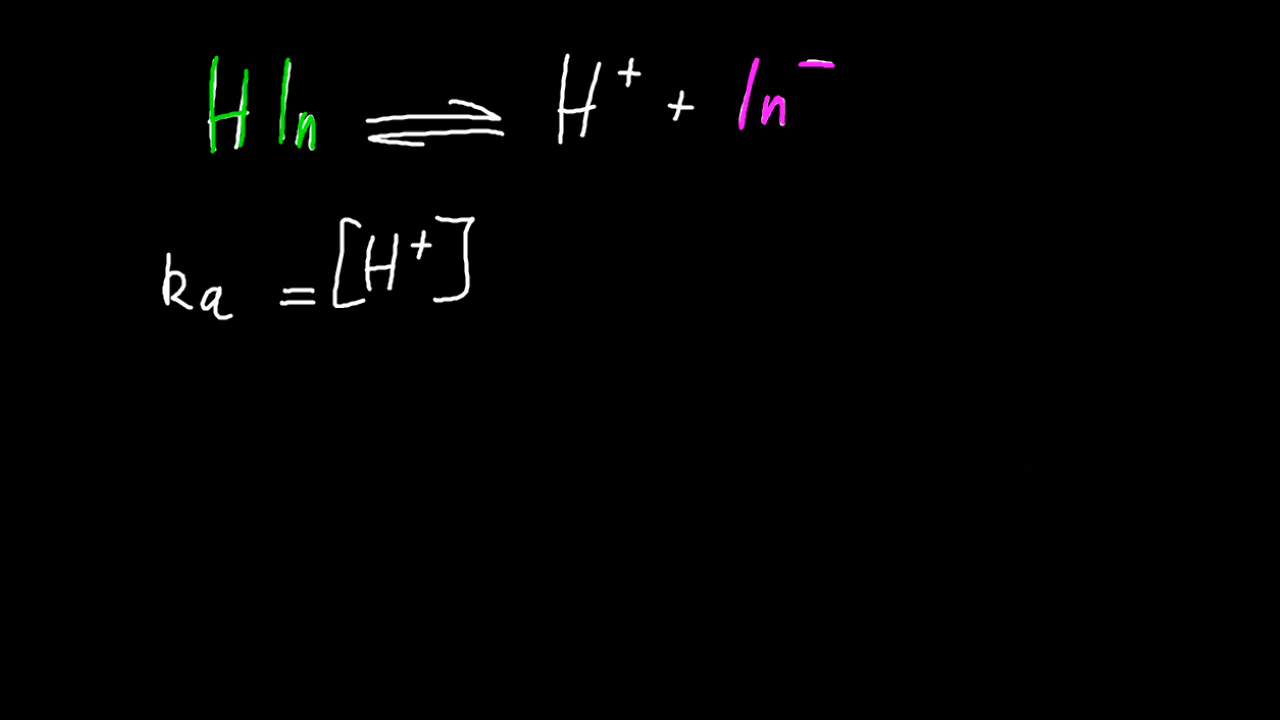 HIn ⇌ H⁺ + In⁻
ka = [H⁺]